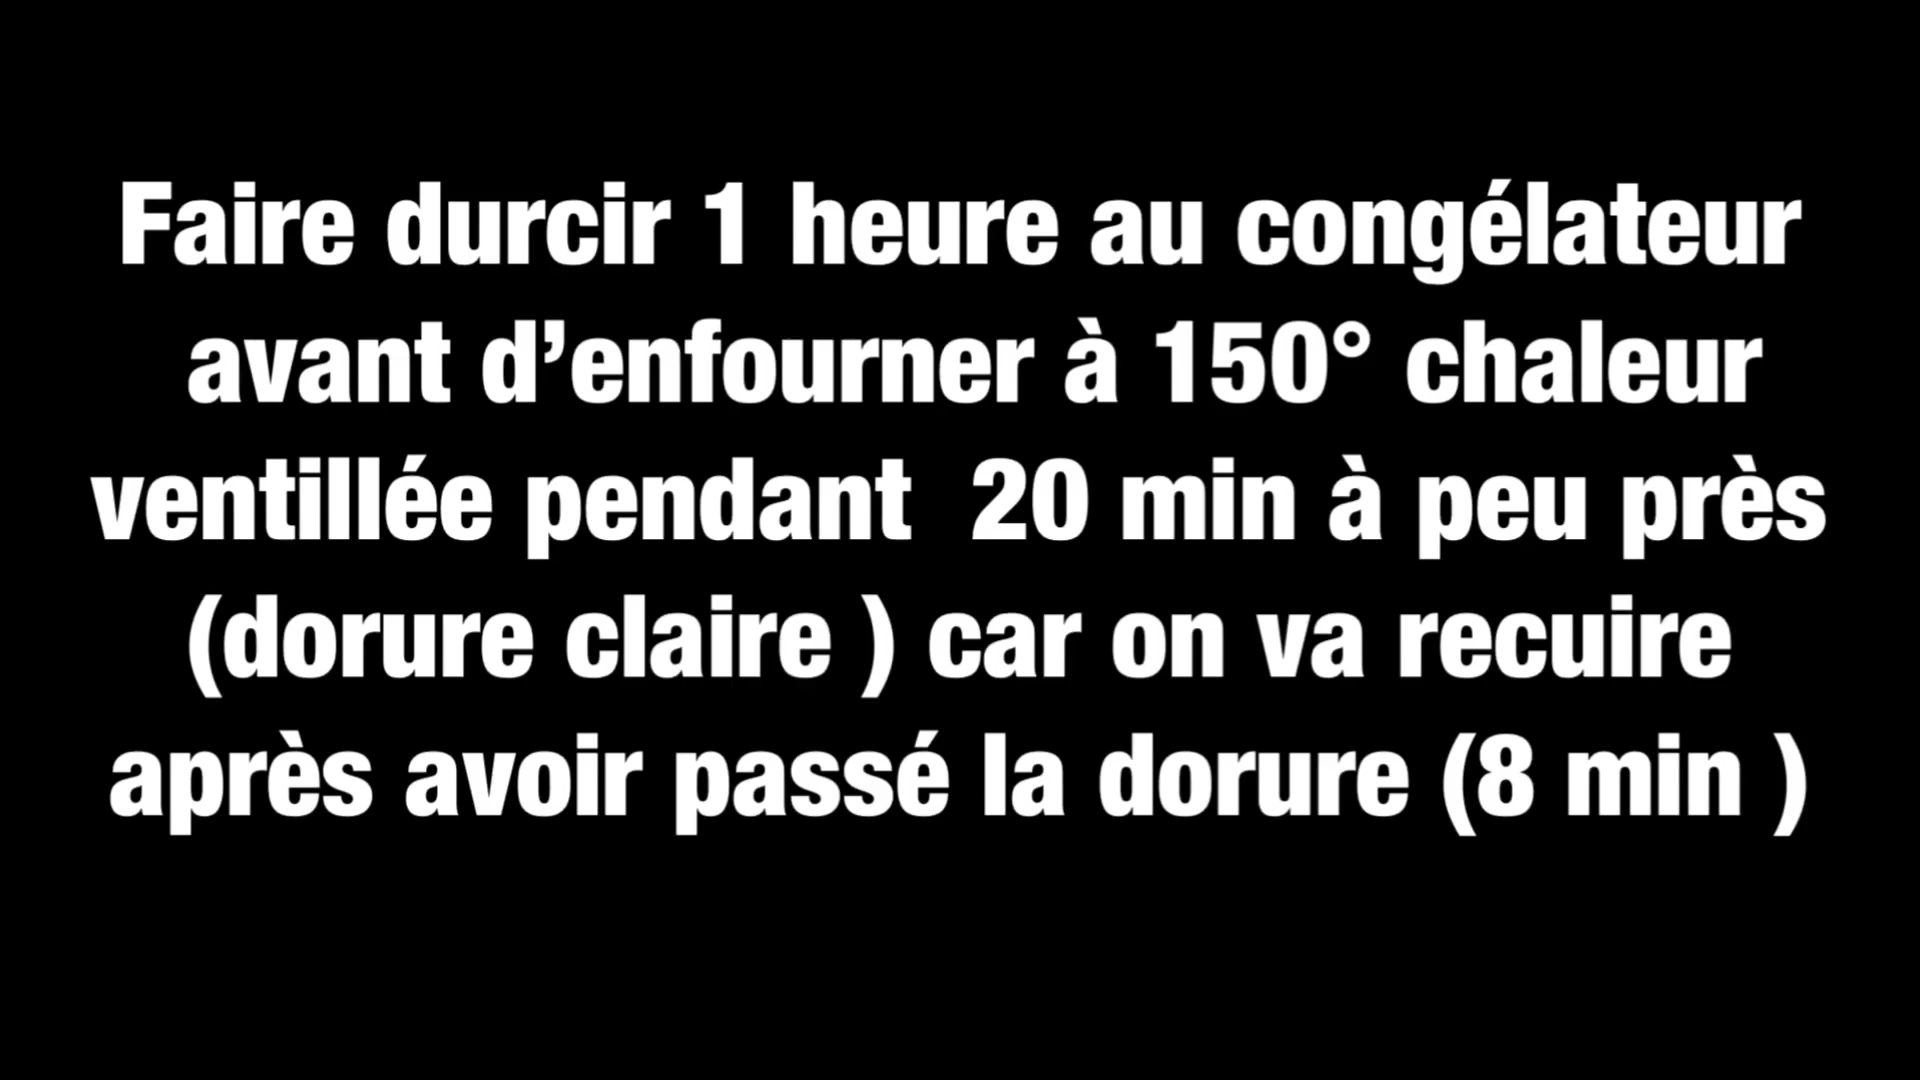 Faire durcir 1 heure au congélateur
avant d’enfourner à 150° chaleur
ventillée pendant  20 min à peu près
(dorure claire ) car on va recuire
après avoir passé la dorure (8 min )